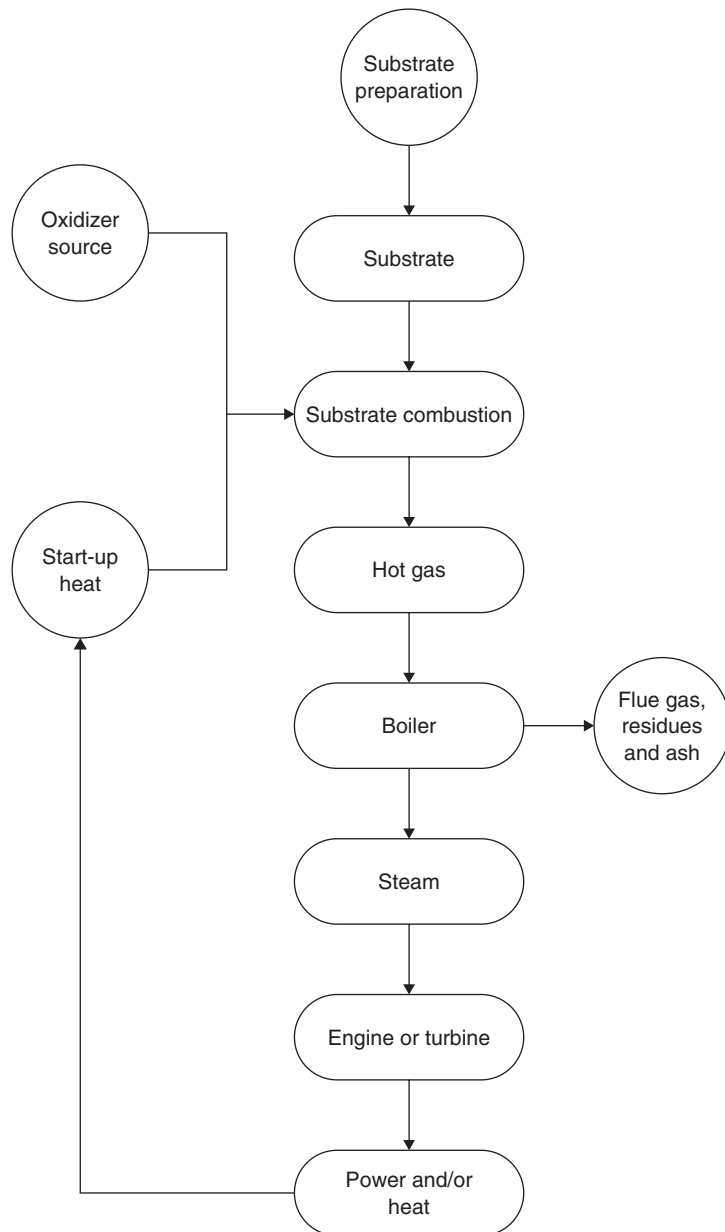 Substrate
preparation
Oxidizer
source
Substrate
Substrate combustion
Start-up
heat
Hot gas
Boiler
Flue gas,
residues
and ash
Steam
Engine or turbine
Power and/or
heat